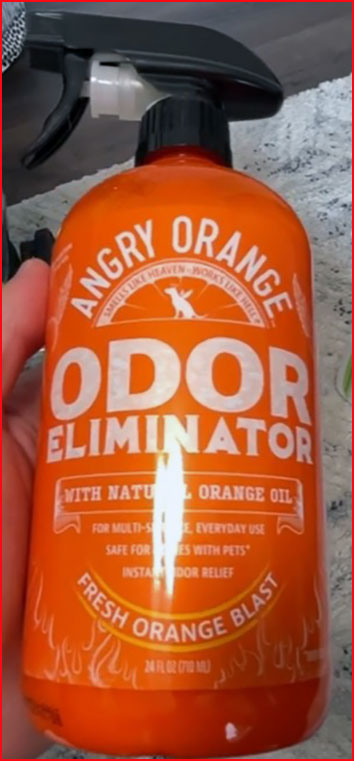 ANGRY ORANGE
SMELLS LIKE HEAVEN - WORKS LIKE HELL
ODOR
ELIMINATOR
WITH ORANGE OIL
FOR EVERYDAY USE
SAFE FOR WITH PETS*
ODOR RELIEF
FRESH ORANGE BLAST
24 FL OZ (710 ML)